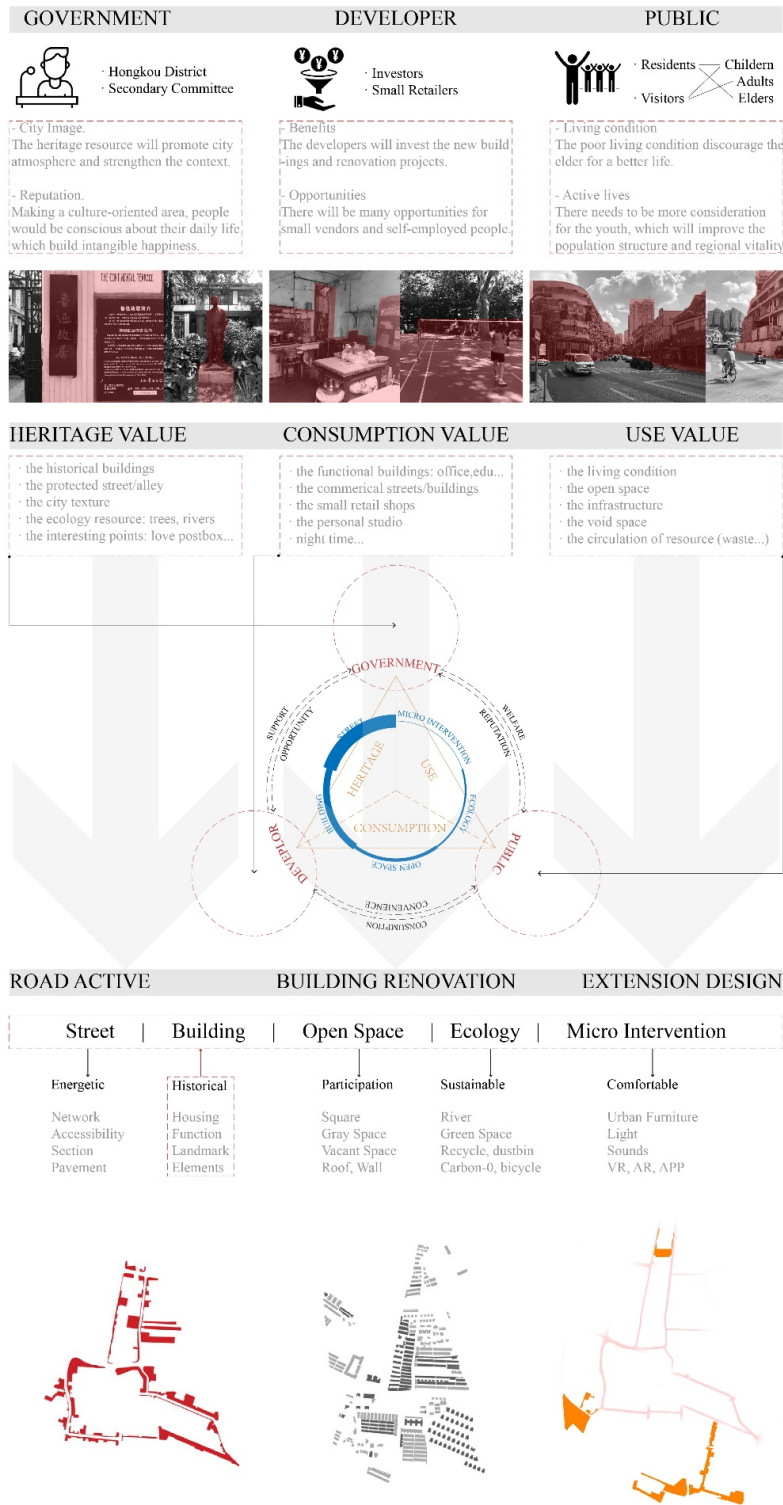 GOVERNMENT
DEVELOPER
PUBLIC
· Hongkou District
· Secondary Committee
· Investors
· Small Retailers
· Residents
· Visitors
Childern
Adults
Elders
- City Image.
The heritage resource will promote city
atmosphere and strengthen the context.
- Reputation.
Making a culture-oriented area, people
would be conscious about their daily life
which build intangible happiness.
- Benefits
The developers will invest the new build
-ings and renovation projects.
- Opportunities
There will be many opportunities for
small vendors and self-employed people.
- Living condition
The poor living condition discourage the
elder for a better life.
- Active lives
There needs to be more consideration
for the youth, which will improve the
population structure and regional vitality
鲁迅故居
HERITAGE VALUE
CONSUMPTION VALUE
USE VALUE
· the historical buildings
· the protected street/alley
· the city texture
· the ecology resource: trees, rivers
· the interesting points: love postbox...
· the functional buildings: office,edu...
· the commerical streets/buildings
· the small retail shops
· the personal studio
· night time...
· the living condition
· the open space
· the infrastructure
· the void space
· the circulation of resource (waste...)
GOVERNMENT
SUPPORT
OPPORTUNITY
WELFARE
REPUTATION
STREET
MICRO INTERVENTION
HERITAGE
USE
BUILDING
ECOLOGY
CONSUMPTION
OPEN SPACE
DEVEPLOR
PUBLIC
CONVENIENCE
CONSUMPTION
ROAD ACTIVE
BUILDING RENOVATION
EXTENSION DESIGN
Street | Building | Open Space | Ecology | Micro Intervention
Energetic
Network
Accessibility
Section
Pavement
Historical
Housing
Function
Landmark
Elements
Participation
Square
Gray Space
Vacant Space
Roof, Wall
Sustainable
River
Green Space
Recycle, dustbin
Carbon-0, bicycle
Comfortable
Urban Furniture
Light
Sounds
VR, AR, APP